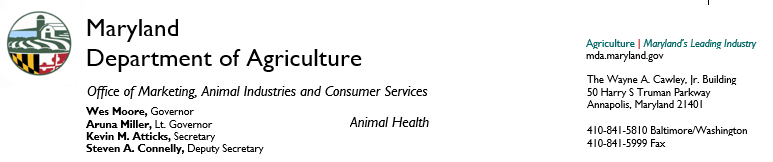 Maryland
Department of Agriculture
Office of Marketing, Animal Industries and Consumer Services
Wes Moore, Governor
Aruna Miller, Lt. Governor
Kevin M. Atticks, Secretary
Steven A. Connelly, Deputy Secretary
Animal Health
Agriculture | Maryland's Leading Industry
mda.maryland.gov
The Wayne A. Cawley, Jr. Building
50 Harry S Truman Parkway
Annapolis, Maryland 21401
410-841-5810 Baltimore/Washington
410-841-5999 Fax